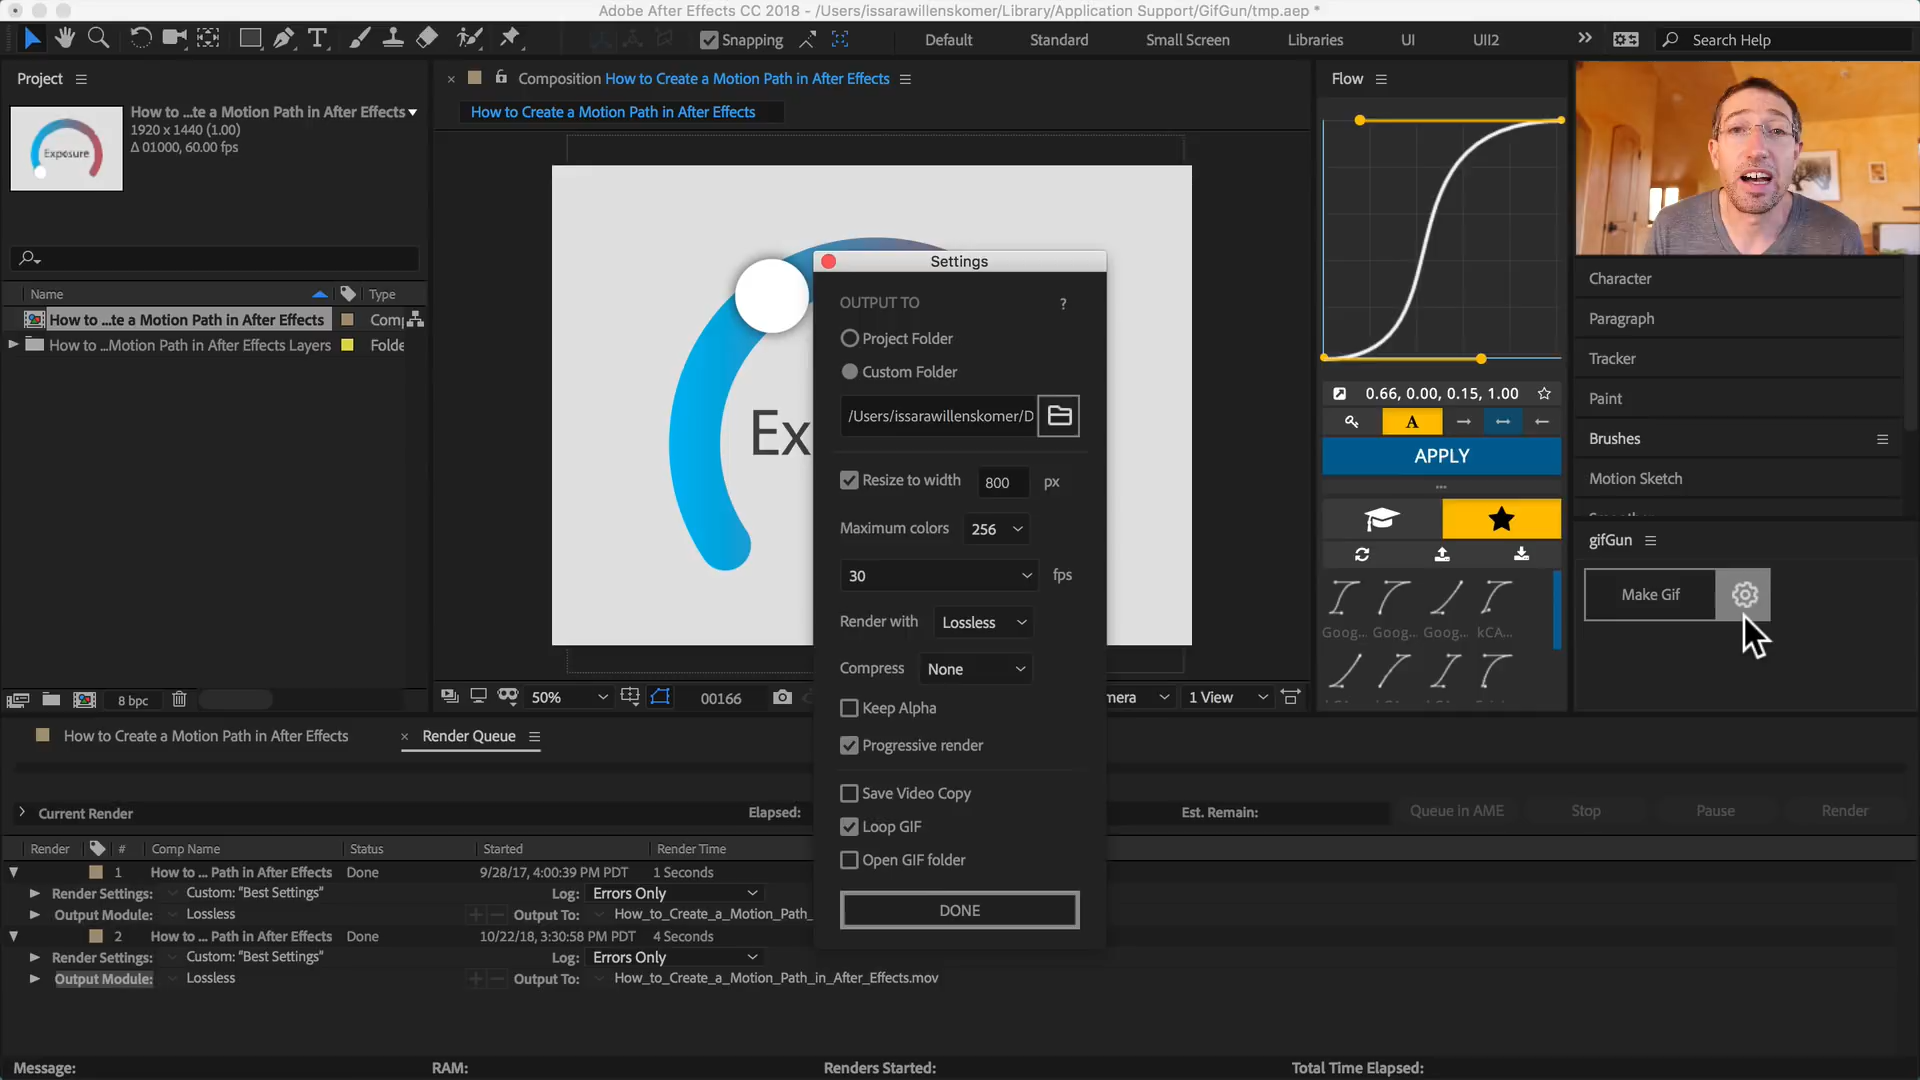 Adobe After Effects CC 2018 - /Users/issarawillenskomer/Library/Application Support/GifGun/tmp.aep *
Snapping
Default
Standard
Small Screen
Libraries
UI
UII2
Search Help
Project
How to ...te a Motion Path in After Effects
1920 x 1440 (1.00)
Δ 01000, 60.00 fps
Exposure
Name
Type
How to ...te a Motion Path in After Effects
Comp
How to ...Motion Path in After Effects Layers
Folde
8 bpc
Composition How to Create a Motion Path in After Effects
How to Create a Motion Path in After Effects
Ex
50%
00166
mera
1 View
Settings
OUTPUT TO
?
Project Folder
Custom Folder
/Users/issarawillenskomer/D
Resize to width 800 px
Maximum colors 256
30 fps
Render with Lossless
Compress None
Keep Alpha
Progressive render
Save Video Copy
Loop GIF
Open GIF folder
DONE
Flow
0.66, 0.00, 0.15, 1.00
A
APPLY
Goog... Goog... Goog... kCA...
Character
Paragraph
Tracker
Paint
Brushes
Motion Sketch
gifGun
Make Gif
How to Create a Motion Path in After Effects
Render Queue
Current Render
Elapsed:
Est. Remain:
Queue in AME
Stop
Pause
Render
Render # Comp Name Status Started Render Time
1 How to ... Path in After Effects Done 9/28/17, 4:00:39 PM PDT 1 Seconds
Render Settings: Custom: "Best Settings" Log: Errors Only
Output Module: Lossless Output To: How_to_Create_a_Motion_Path_
2 How to ... Path in After Effects Done 10/22/18, 3:30:58 PM PDT 4 Seconds
Render Settings: Custom: "Best Settings" Log: Errors Only
Output Module: Lossless Output To: How_to_Create_a_Motion_Path_in_After_Effects.mov
Message:
RAM:
Renders Started:
Total Time Elapsed: